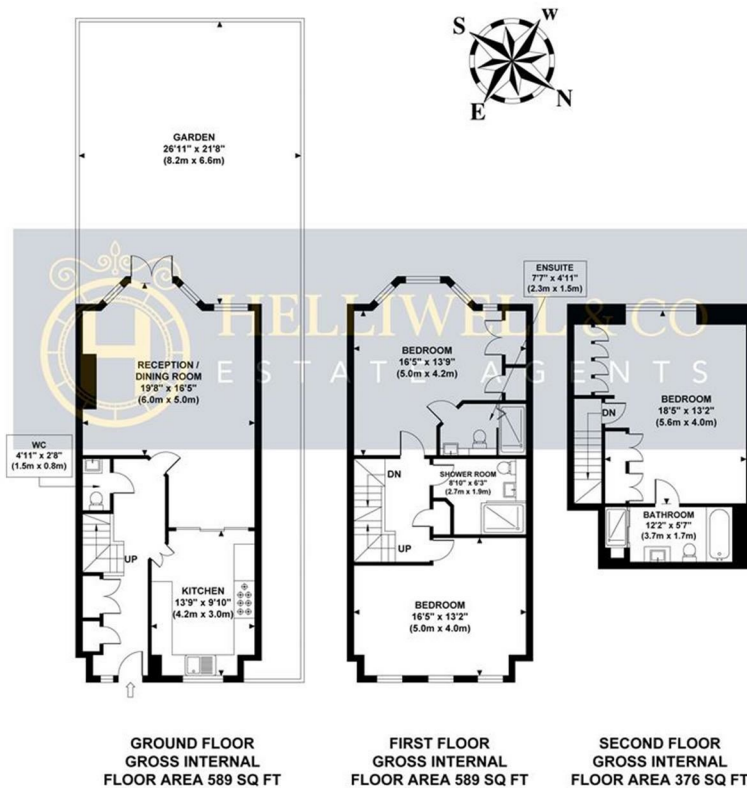 S
W
E
N
GARDEN
26'11" x 21'8"
(8.2m x 6.6m)
ENSUITE
7'7" x 4'11"
(2.3m x 1.5m)
H
HELLIWELL & CO
ESTATE AGENTS
RECEPTION /
DINING ROOM
19'8" x 16'5"
(6.0m x 5.0m)
BEDROOM
16'5" x 13'9"
(5.0m x 4.2m)
BEDROOM
18'5" x 13'2"
(5.6m x 4.0m)
DN
WC
4'11" x 2'8"
(1.5m x 0.8m)
DN
SHOWER ROOM
8'10" x 6'3"
(2.7m x 1.9m)
BATHROOM
12'2" x 5'7"
(3.7m x 1.7m)
UP
UP
KITCHEN
13'9" x 9'10"
(4.2m x 3.0m)
BEDROOM
16'5" x 13'2"
(5.0m x 4.0m)
GROUND FLOOR
GROSS INTERNAL
FLOOR AREA 589 SQ FT
FIRST FLOOR
GROSS INTERNAL
FLOOR AREA 589 SQ FT
SECOND FLOOR
GROSS INTERNAL
FLOOR AREA 376 SQ FT